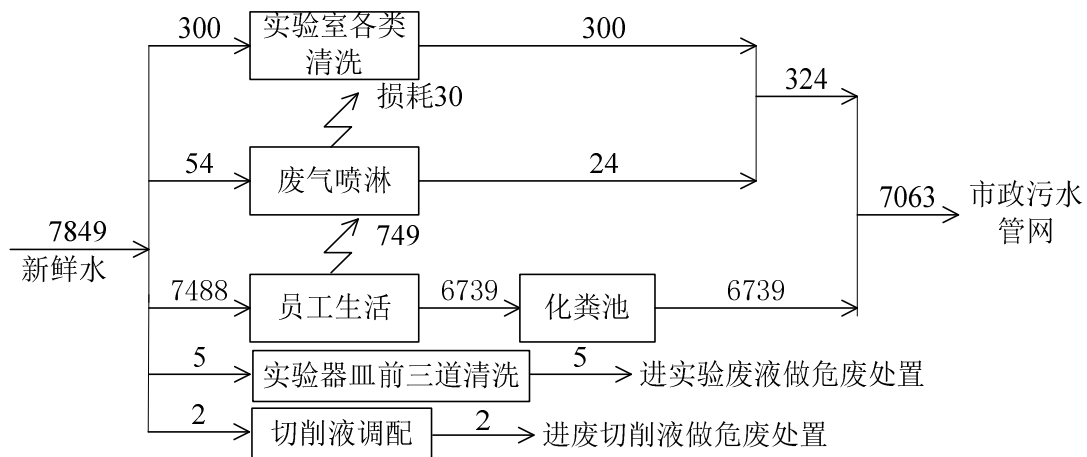 300
实验室各类
清洗
300
损耗30
324
54
废气喷淋
24
7849
新鲜水
749
7063
市政污水
管网
7488
员工生活
6739
化粪池
6739
5
实验器皿前三道清洗
5
进实验废液做危废处置
2
切削液调配
2
进废切削液做危废处置